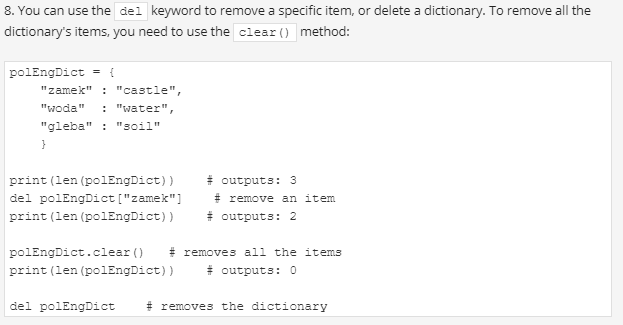 8. You can use the del keyword to remove a specific item, or delete a dictionary. To remove all the
dictionary's items, you need to use the clear() method:
polEngDict = {
    "zamek" : "castle",
    "woda"  : "water",
    "gleba" : "soil"
    }
print(len(polEngDict))    # outputs: 3
del polEngDict["zamek"]    # remove an item
print(len(polEngDict))    # outputs: 2
polEngDict.clear()   # removes all the items
print(len(polEngDict))    # outputs: 0
del polEngDict    # removes the dictionary